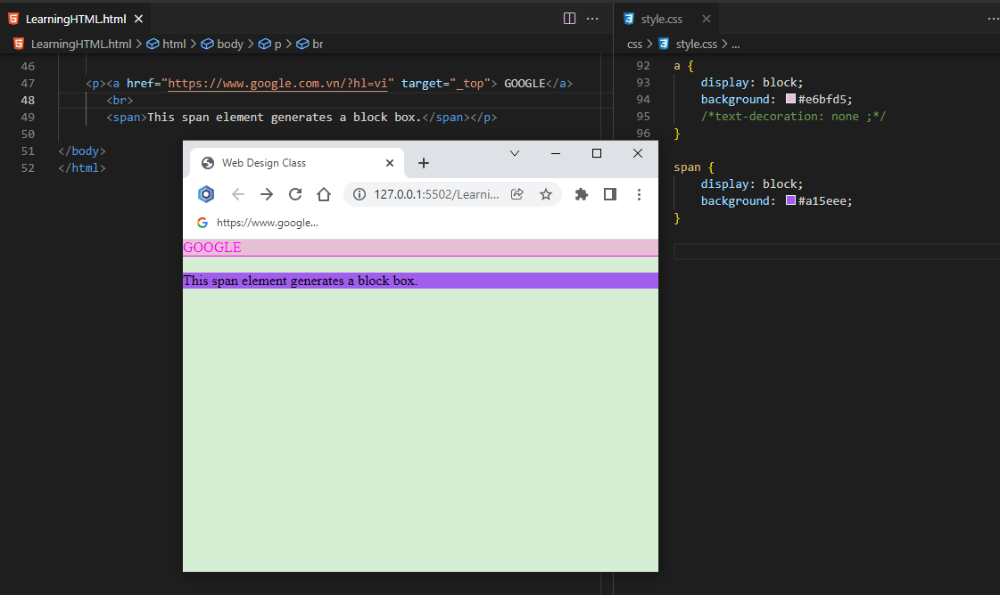 LearningHTML.html
LearningHTML.html > html > body > p > br
46
47 <p><a href="https://www.google.com.vn/?hl=vi" target="_top"> GOOGLE</a>
48 <br>
49 <span>This span element generates a block box.</span></p>
50
51 </body>
52 </html>
style.css
css > style.css > ...
92 a {
93 display: block;
94 background: #e6bfd5;
95 /*text-decoration: none ;*/
96 }
span {
display: block;
background: #a15eee;
}
Web Design Class
127.0.0.1:5502/Learni...
https://www.google...
GOOGLE
This span element generates a block box.